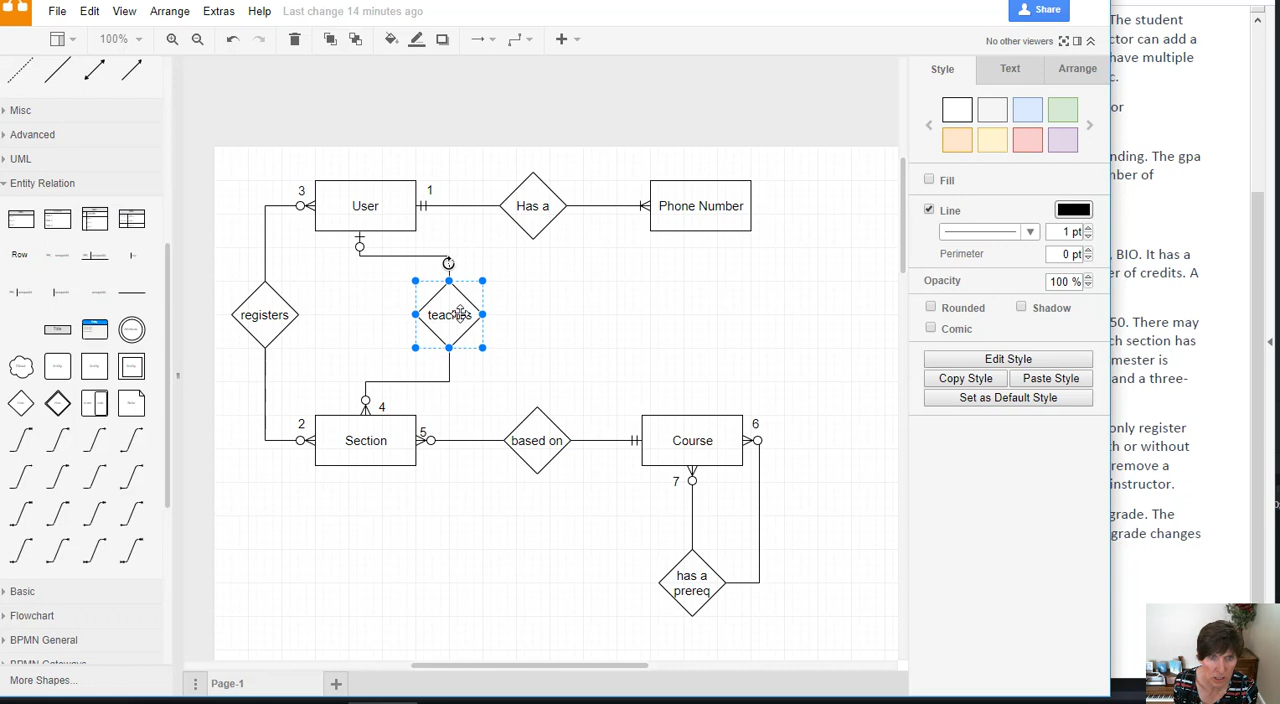 File Edit View Arrange Extras Help Last change 14 minutes ago
Share
100%
No other viewers
Misc
Advanced
UML
Entity Relation
Row
Title
Basic
Flowchart
BPMN General
More Shapes...
3
User
1
Has a
Phone Number
registers
teaches
4
2
Section
5
based on
Course
6
7
has a
prereq
Page-1
Style Text Arrange
Fill
Line
1 pt
Perimeter
0 pt
Opacity
100 %
Rounded
Shadow
Comic
Edit Style
Copy Style
Paste Style
Set as Default Style
The student
ctor can add a
have multiple
c.
or
nding. The gpa
mber of
BIO. It has a
er of credits. A
50. There may
ch section has
mester is
and a three-
only register
th or without
remove a
instructor.
grade. The
grade changes